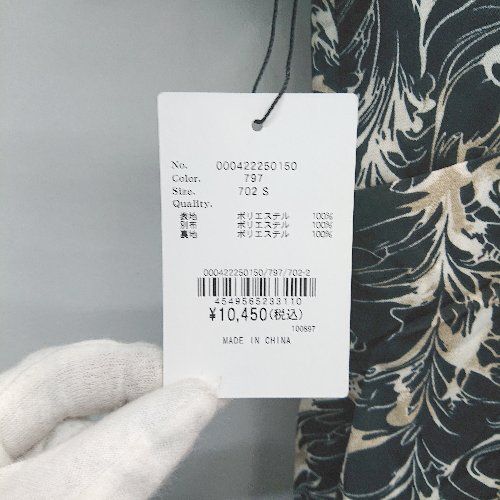 No. 000422250150
Color. 797
Size. 702 S
Quality.
表地 ポリエステル 100%
別布 ポリエステル 100%
裏地 ポリエステル 100%
000422250150/797/702-2
4549565233110
¥10,450(税込)
100897
MADE IN CHINA